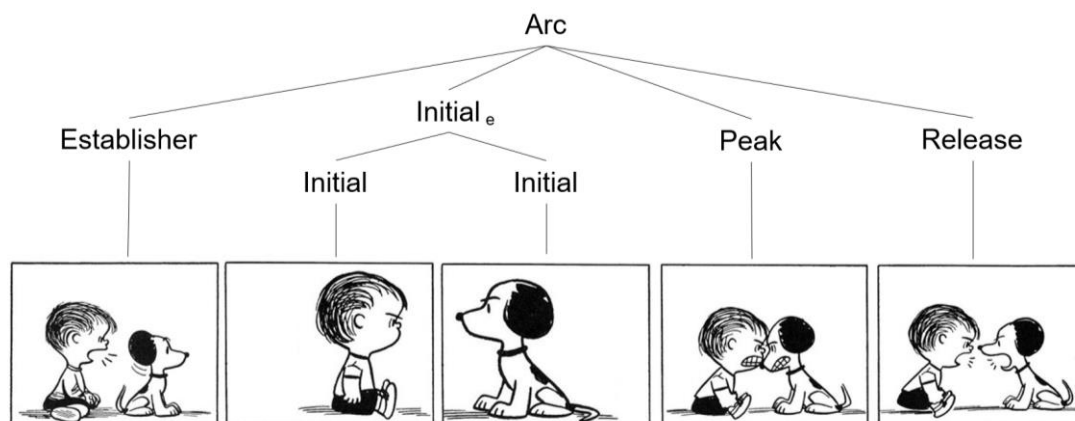 Arc
Initial e
Establisher
Peak
Release
Initial
Initial